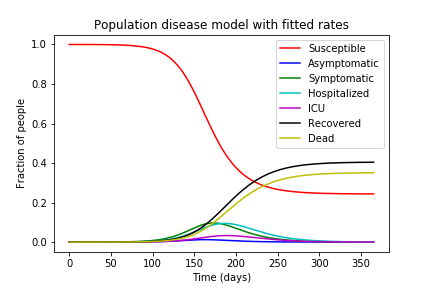 Population disease model with fitted rates
Fraction of people
1.0
0.8
0.6
0.4
0.2
0.0
Susceptible
Asymptomatic
Symptomatic
Hospitalized
ICU
Recovered
Dead
0 50 100 150 200 250 300 350
Time (days)